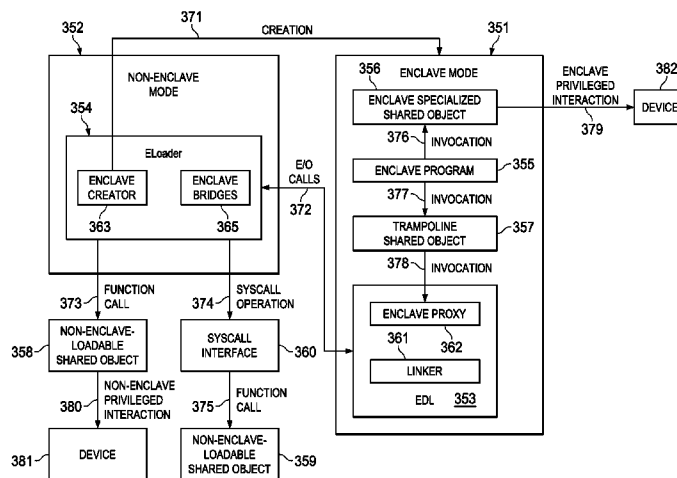 371
CREATION
352
351
NON-ENCLAVE
MODE
ENCLAVE MODE
356
ENCLAVE SPECIALIZED
SHARED OBJECT
ENCLAVE
PRIVILEGED
INTERACTION
379
382
DEVICE
354
ELoader
376
INVOCATION
ENCLAVE
CREATOR
363
ENCLAVE
BRIDGES
365
E/O
CALLS
372
ENCLAVE PROGRAM
355
377
INVOCATION
TRAMPOLINE
SHARED OBJECT
357
378
INVOCATION
373
FUNCTION
CALL
374
SYSCALL
OPERATION
ENCLAVE PROXY
361
362
LINKER
EDL
353
358
NON-ENCLAVE-
LOADABLE
SHARED OBJECT
SYSCALL
INTERFACE
360
380
NON-ENCLAVE
PRIVILEGED
INTERACTION
375
FUNCTION
CALL
381
DEVICE
NON-ENCLAVE-
LOADABLE
SHARED OBJECT
359